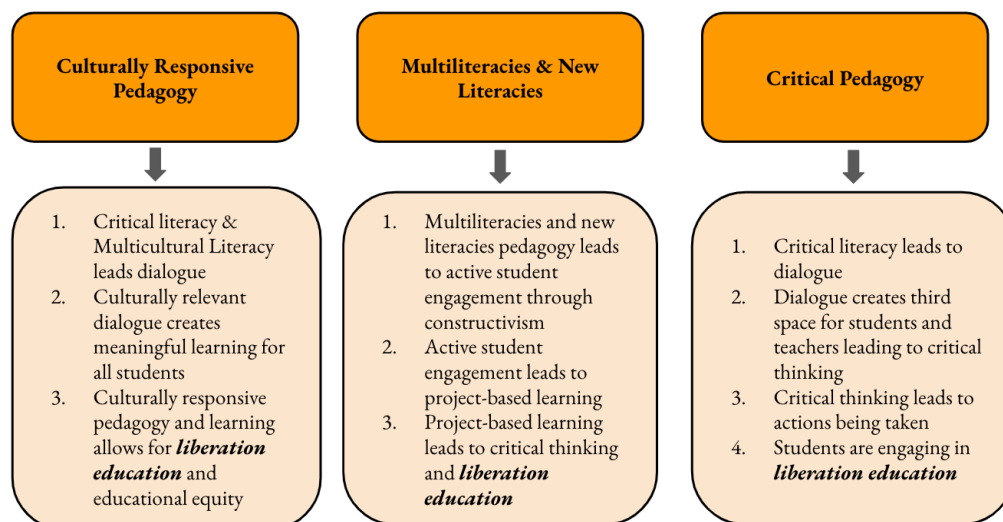 Culturally Responsive
Pedagogy
1. Critical literacy &
Multicultural Literacy
leads dialogue
2. Culturally relevant
dialogue creates
meaningful learning for
all students
3. Culturally responsive
pedagogy and learning
allows for liberation
education and
educational equity
Multiliteracies & New
Literacies
1. Multiliteracies and new
literacies pedagogy leads
to active student
engagement through
constructivism
2. Active student
engagement leads to
project-based learning
3. Project-based learning
leads to critical thinking
and liberation
education
Critical Pedagogy
1. Critical literacy leads to
dialogue
2. Dialogue creates third
space for students and
teachers leading to critical
thinking
3. Critical thinking leads to
actions being taken
4. Students are engaging in
liberation education